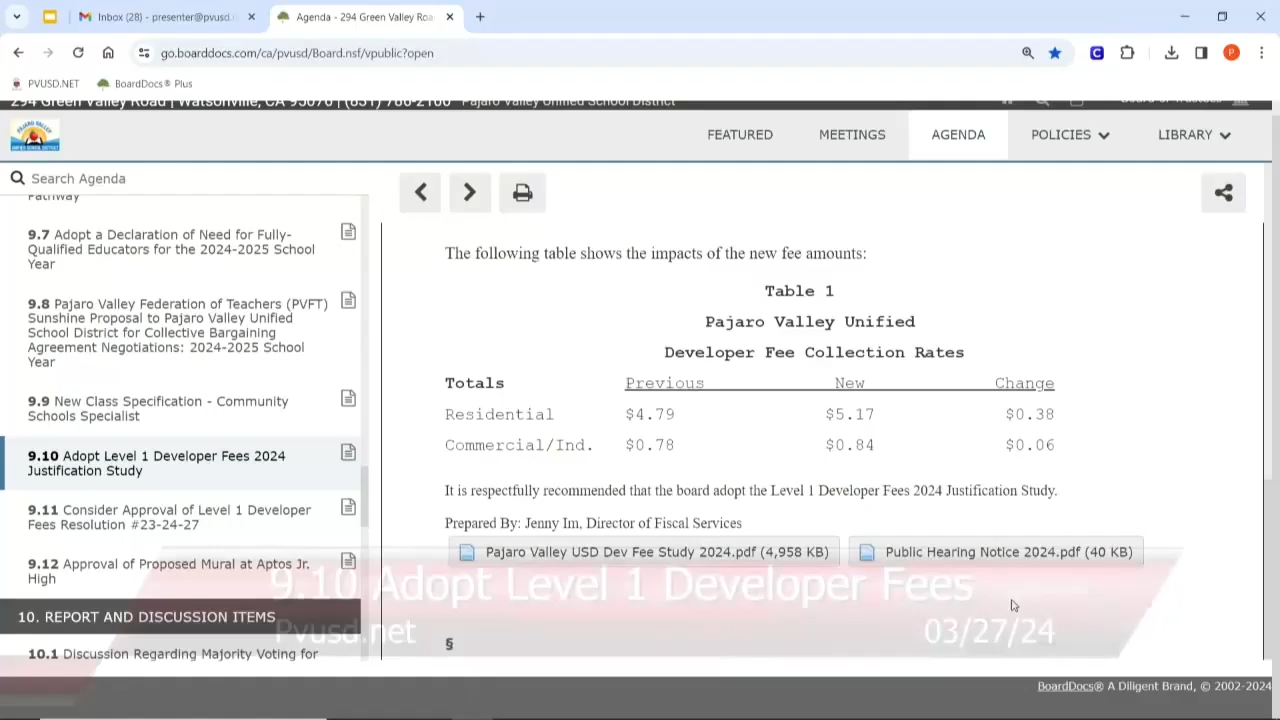 Inbox (28) - presenter@pvusd.
Agenda - 294 Green Valley Roa
go.boarddocs.com/ca/pvusd/Board.nsf/vpublic?open
P
PVUSD.NET
BoardDocs® Plus
294 Green Valley Road | Watsonville, CA 95076 | (831) 786-2100
Pajaro Valley Unified School District
Board of Trustees
FEATURED
MEETINGS
AGENDA
POLICIES
LIBRARY
Search Agenda
Pathway
9.7 Adopt a Declaration of Need for Fully-
Qualified Educators for the 2024-2025 School
Year
9.8 Pajaro Valley Federation of Teachers (PVFT)
Sunshine Proposal to Pajaro Valley Unified
School District for Collective Bargaining
Agreement Negotiations: 2024-2025 School
Year
9.9 New Class Specification - Community
Schools Specialist
9.10 Adopt Level 1 Developer Fees 2024
Justification Study
9.11 Consider Approval of Level 1 Developer
Fees Resolution #23-24-27
9.12 Approval of Proposed Mural at Aptos Jr.
High
10. REPORT AND DISCUSSION ITEMS
10.1 Discussion Regarding Majority Voting for
The following table shows the impacts of the new fee amounts:
Table 1
Pajaro Valley Unified
Developer Fee Collection Rates
Totals Previous New Change
Residential $4.79 $5.17 $0.38
Commercial/Ind. $0.78 $0.84 $0.06
It is respectfully recommended that the board adopt the Level 1 Developer Fees 2024 Justification Study.
Prepared By: Jenny Im, Director of Fiscal Services
Pajaro Valley USD Dev Fee Study 2024.pdf (4,958 KB)
Public Hearing Notice 2024.pdf (40 KB)
§
9.10 Adopt Level 1 Developer Fees
Pvusd.net
03/27/24
BoardDocs® A Diligent Brand, © 2002-2024